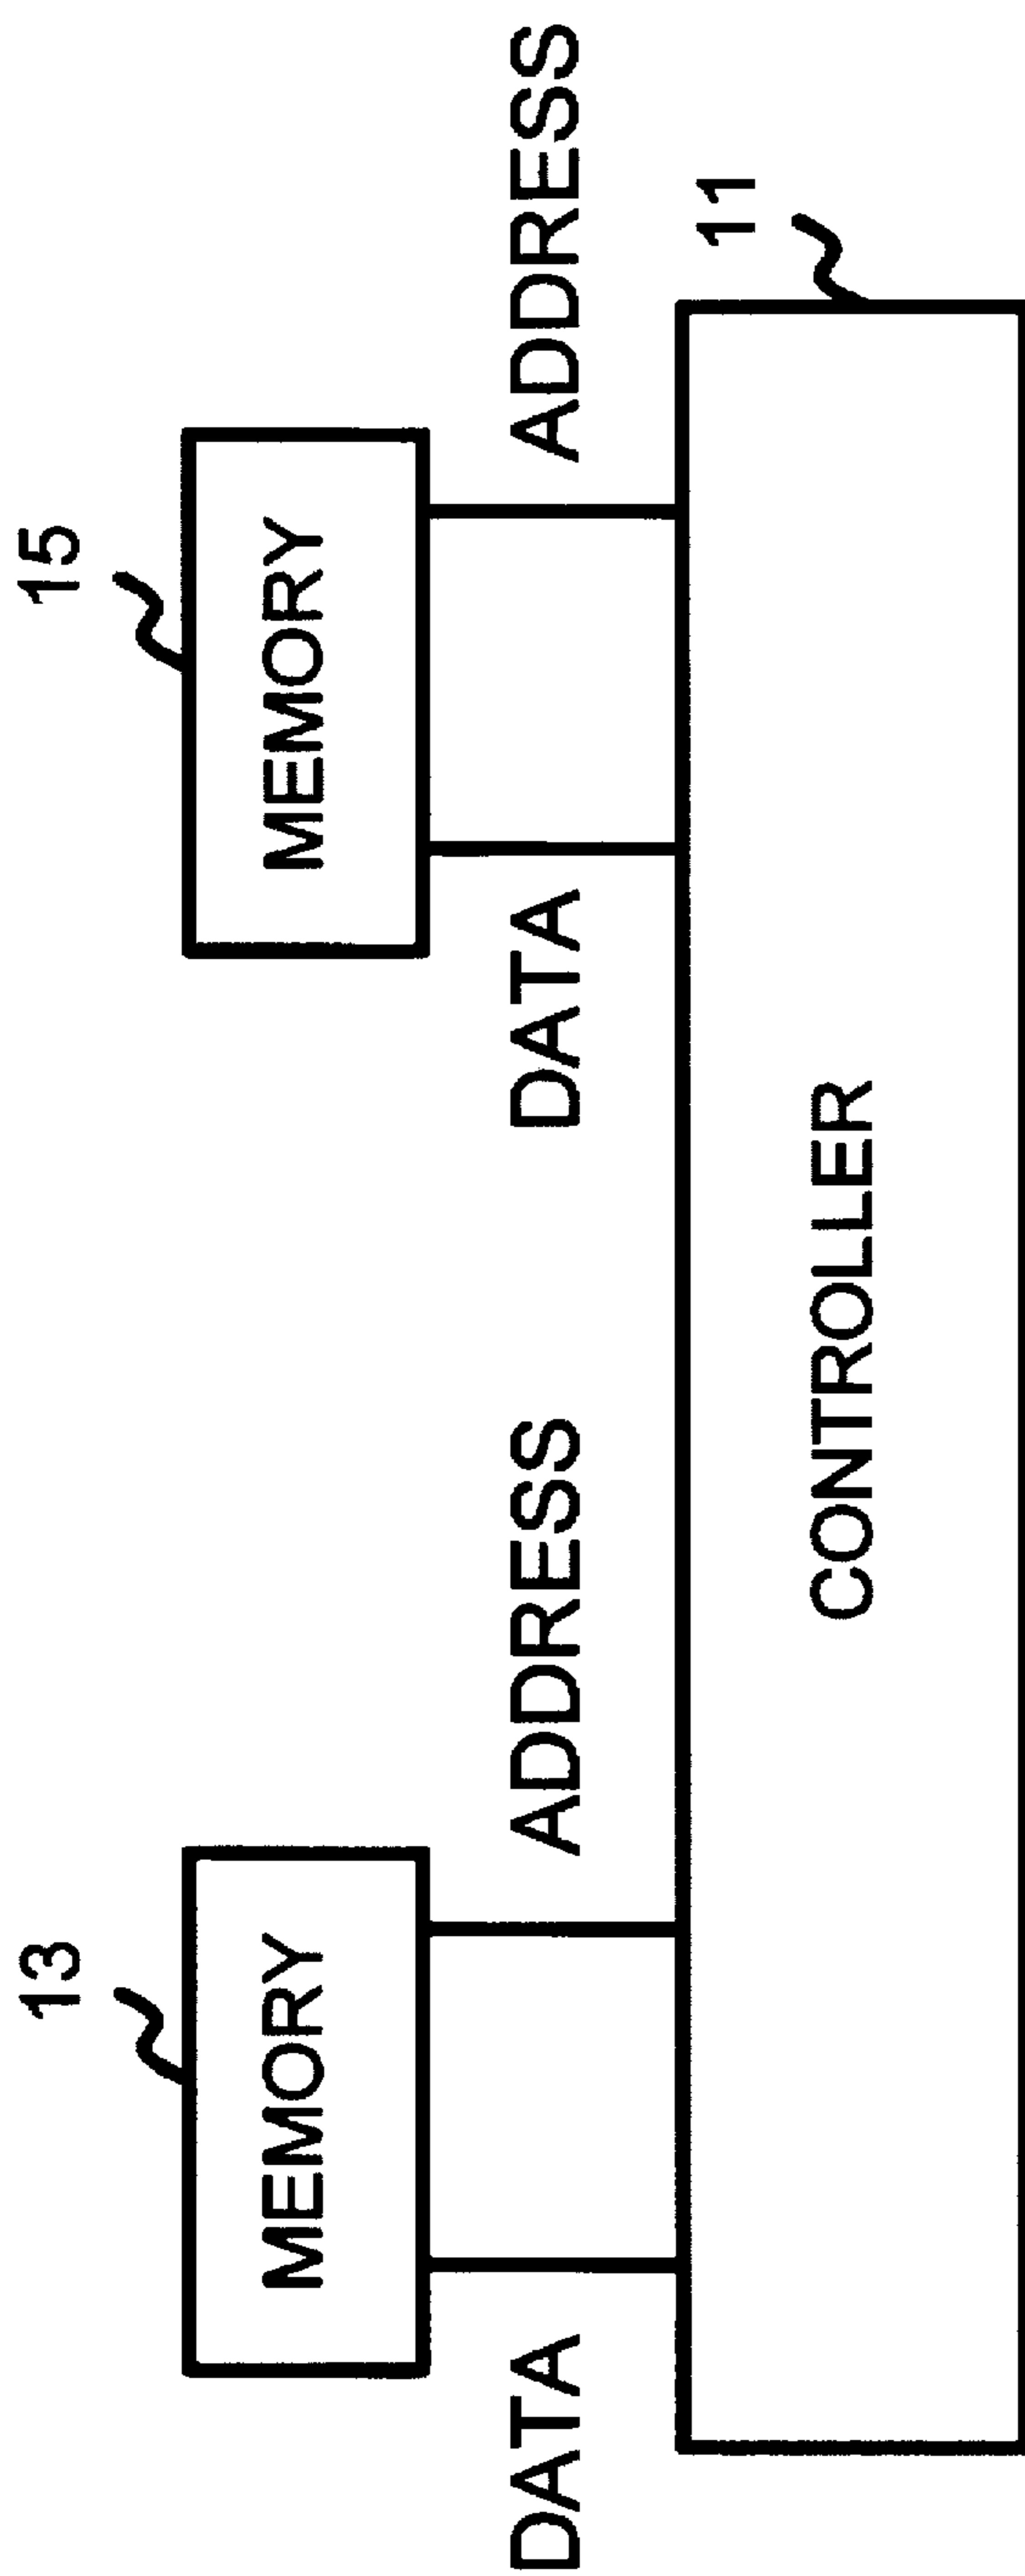 13
15
MEMORY
MEMORY
DATA
ADDRESS
DATA
ADDRESS
11
CONTROLLER